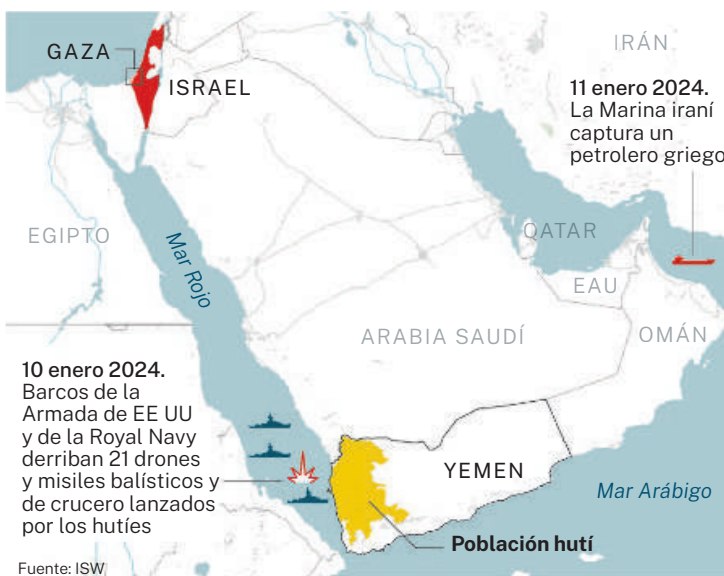 GAZA
ISRAEL
IRÁN
11 enero 2024.
La Marina iraní
captura un
petrolero griego
EGIPTO
Mar Rojo
QATAR
EAU
ARABIA SAUDÍ
OMÁN
10 enero 2024.
Barcos de la
Armada de EE UU
y de la Royal Navy
derriban 21 drones
y misiles balísticos y
de crucero lanzados
por los hutíes
YEMEN
Mar Arábigo
Población hutí
Fuente: ISW